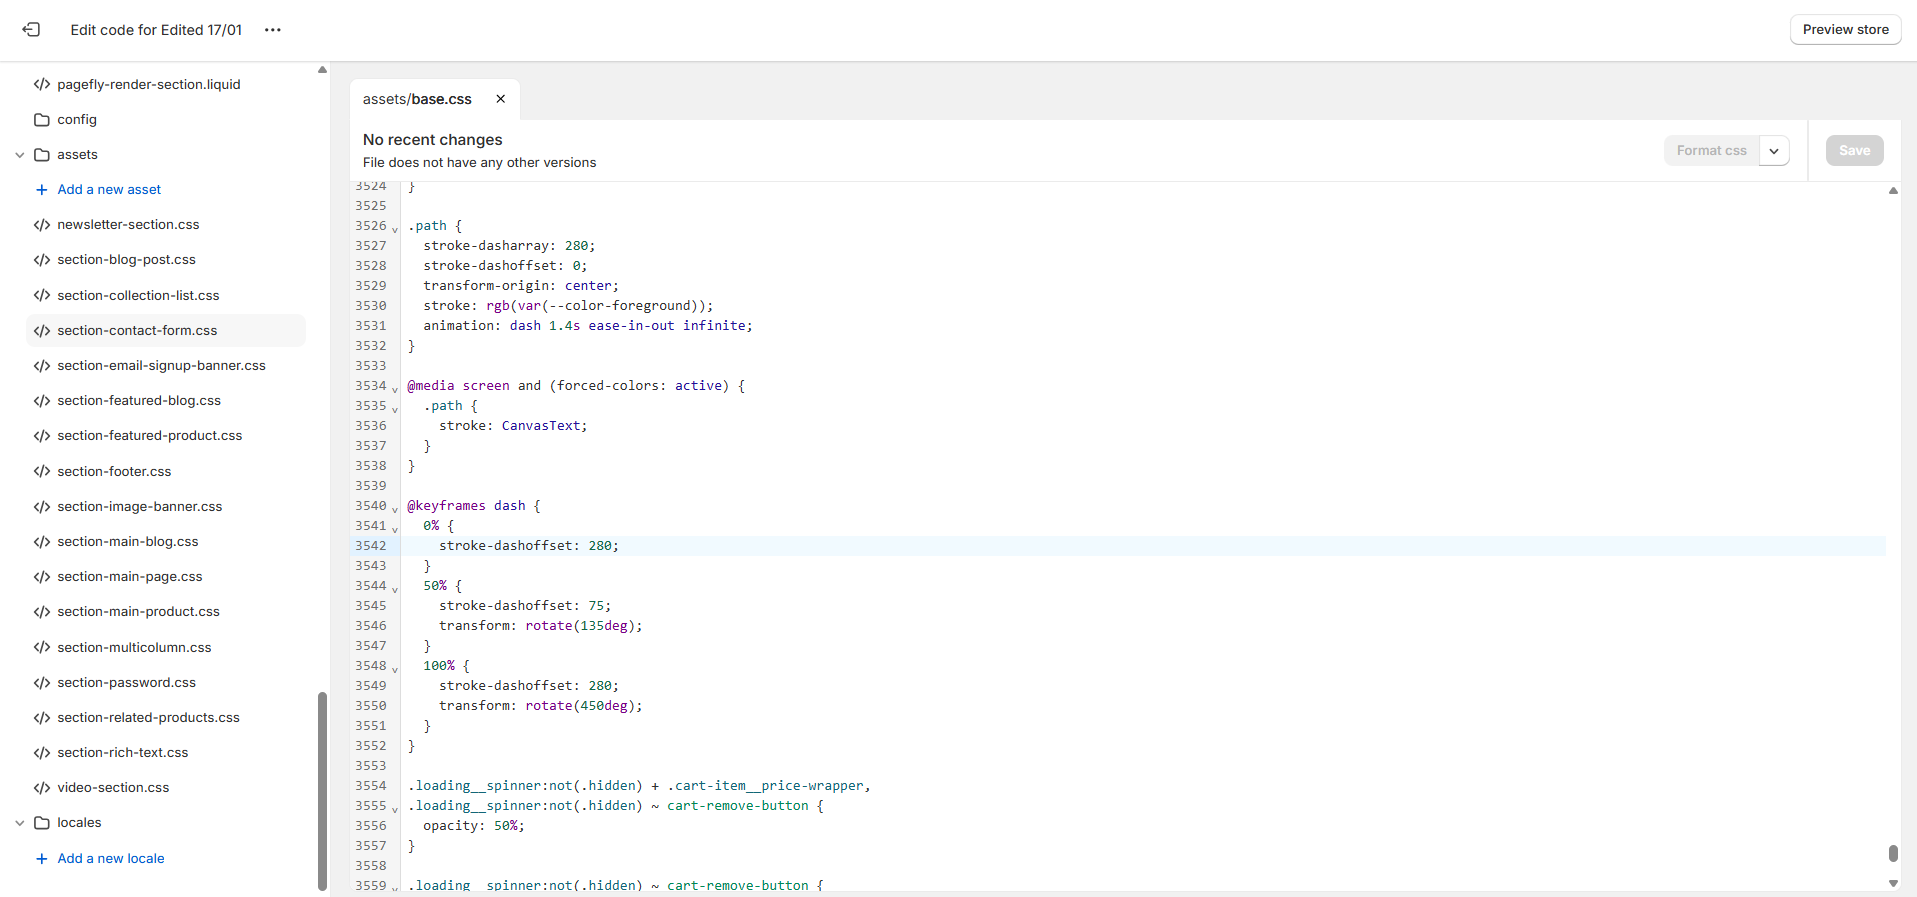 Edit code for Edited 17/01
Preview store
pagefly-render-section.liquid
config
assets
Add a new asset
newsletter-section.css
section-blog-post.css
section-collection-list.css
section-contact-form.css
section-email-signup-banner.css
section-featured-blog.css
section-featured-product.css
section-footer.css
section-image-banner.css
section-main-blog.css
section-main-page.css
section-main-product.css
section-multicolumn.css
section-password.css
section-related-products.css
section-rich-text.css
video-section.css
locales
Add a new locale
assets/base.css
No recent changes
File does not have any other versions
Format css
Save
3524 }
3525
3526 .path {
3527 stroke-dasharray: 280;
3528 stroke-dashoffset: 0;
3529 transform-origin: center;
3530 stroke: rgb(var(--color-foreground));
3531 animation: dash 1.4s ease-in-out infinite;
3532 }
3533
3534 @media screen and (forced-colors: active) {
3535 .path {
3536 stroke: CanvasText;
3537 }
3538 }
3539
3540 @keyframes dash {
3541 0% {
3542 stroke-dashoffset: 280;
3543 }
3544 50% {
3545 stroke-dashoffset: 75;
3546 transform: rotate(135deg);
3547 }
3548 100% {
3549 stroke-dashoffset: 280;
3550 transform: rotate(450deg);
3551 }
3552 }
3553
3554 .loading__spinner:not(.hidden) + .cart-item__price-wrapper,
3555 .loading__spinner:not(.hidden) ~ cart-remove-button {
3556 opacity: 50%;
3557 }
3558
3559 .loading__spinner:not(.hidden) ~ cart-remove-button {